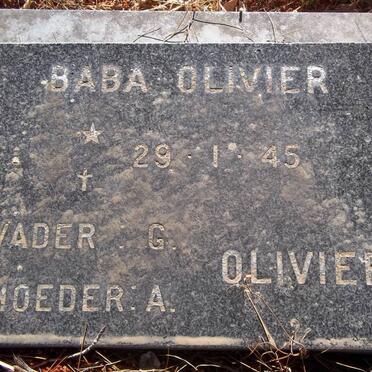 BABA OLIVIER
29 · 1 · 45
VADER G.
OLIVIER
MOEDER A.